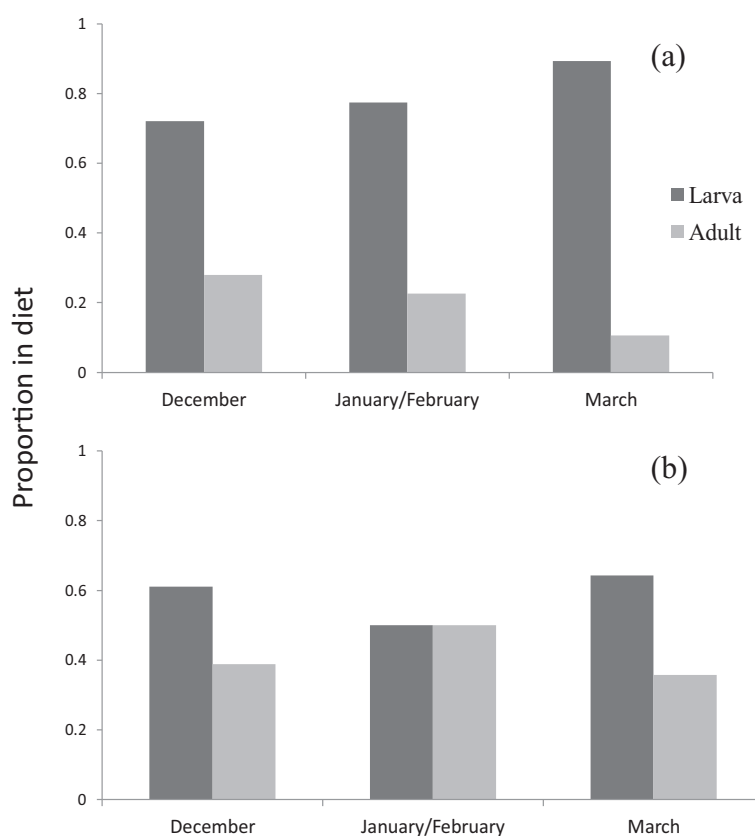 Proportion in diet
1
0.8
0.6
0.4
0.2
0
December January/February March
(a)
Larva
Adult
1
0.8
0.6
0.4
0.2
0
December January/February March
(b)